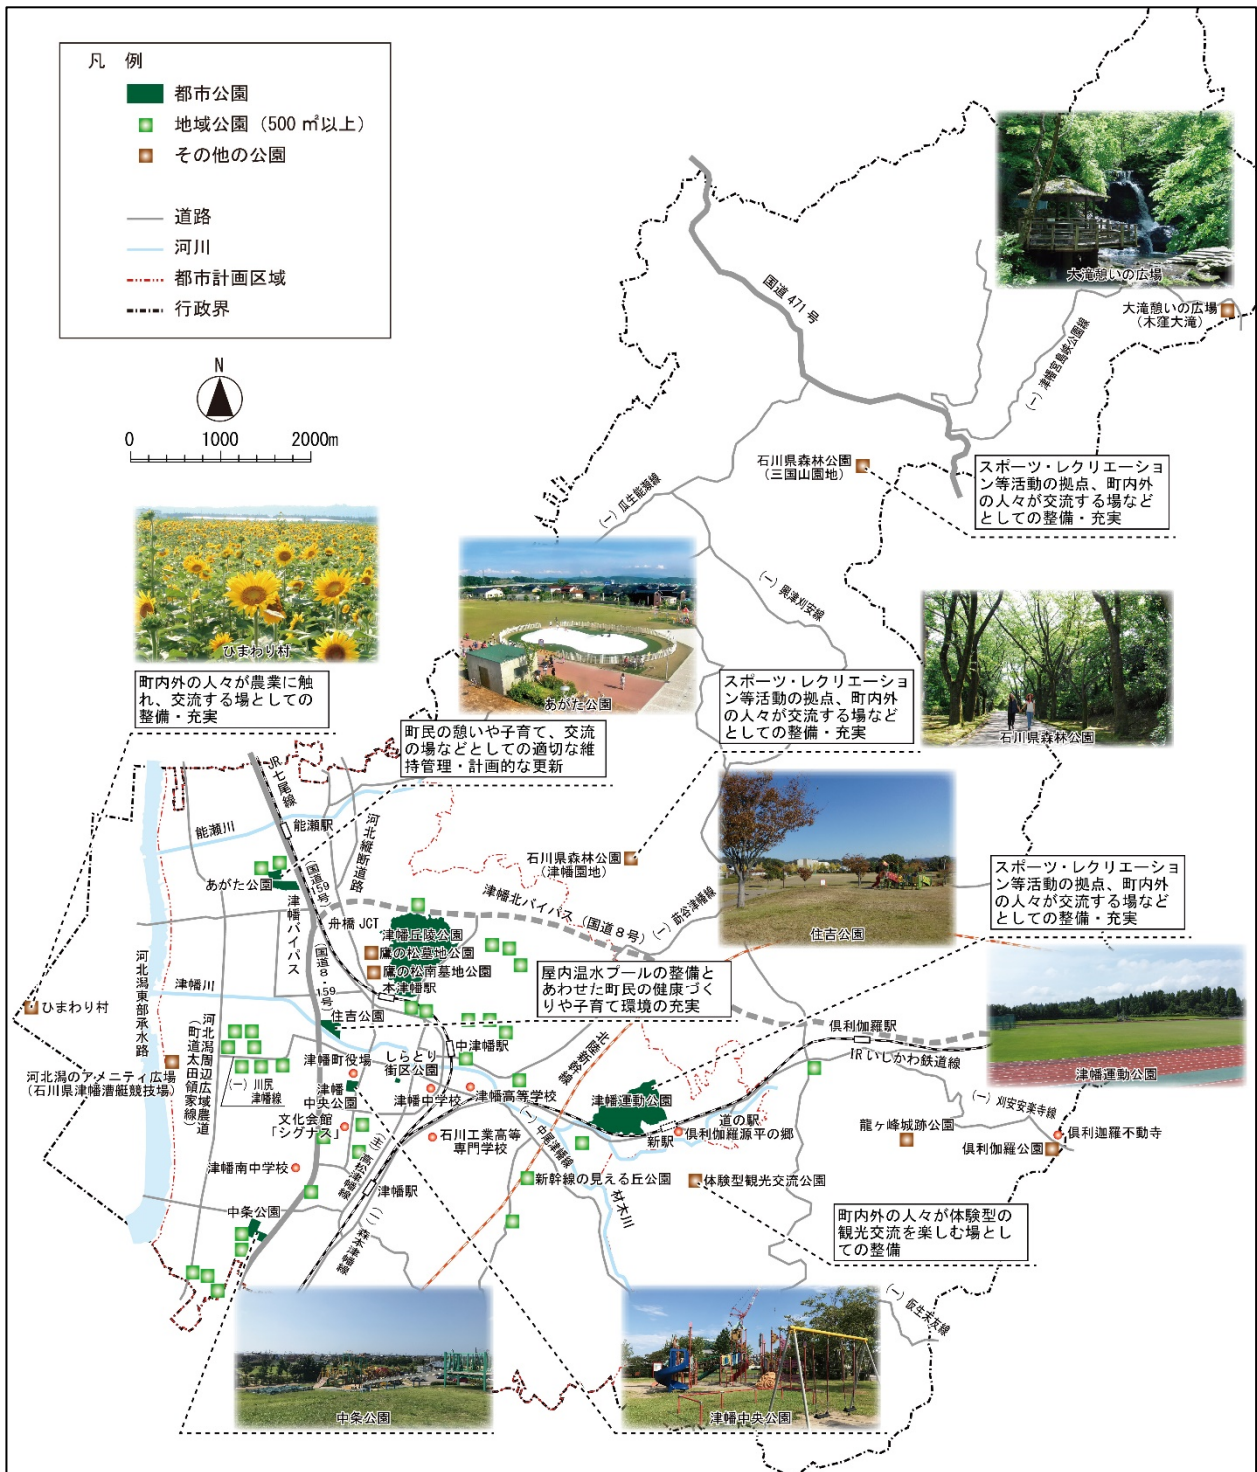 凡 例
都市公園
地域公園（500 ㎡以上）
その他の公園
道路
河川
都市計画区域
行政界
N
0 1000 2000m
大滝憩いの広場
大滝憩いの広場
（木窪大滝）
国道 471 号
（一）津幡宮島峡公園線
石川県森林公園
（三国山園地）
スポーツ・レクリエーショ
ン等活動の拠点、町内外
の人々が交流する場など
としての整備・充実
（一）瓜生能瀬線
（一）興津刈安線
ひまわり村
あがた公園
石川県森林公園
町内外の人々が農業に触
れ、交流する場としての
整備・充実
町民の憩いや子育て、交流
の場などとしての適切な維
持管理・計画的な更新
スポーツ・レクリエーショ
ン等活動の拠点、町内外
の人々が交流する場など
としての整備・充実
JR七尾線
能瀬川
能瀬駅
河北縦断道路
石川県森林公園
（津幡園地）
あがた公園
（国道159号）
津幡バイパス
（国道8・159号）
舟橋 JCT
津幡北バイパス（国道８号）
（一）莇谷津幡線
住吉公園
スポーツ・レクリエーショ
ン等活動の拠点、町内外
の人々が交流する場など
としての整備・充実
津幡丘陵公園
鷹の松墓地公園
鷹の松南墓地公園
本津幡駅
屋内温水プールの整備と
あわせた町民の健康づく
りや子育て環境の充実
津幡運動公園
ひまわり村
河北潟東部承水路
津幡川
住吉公園
河北潟周辺広域農道
（町道太田領家線）
津幡町役場
しらとり
街区公園
中津幡駅
北陸新幹線
倶利伽羅駅
IR いしかわ鉄道線
河北潟のアメニティ広場
（石川県津幡漕艇競技場）
（一）川尻
津幡線
津幡
中央公園
津幡中学校
津幡高等学校
津幡運動公園
道の駅
倶利伽羅源平の郷
新駅
（一）刈安安楽寺線
文化会館
「シグナス」
石川工業高等
専門学校
（一）中尾津幡線
龍ヶ峰城跡公園
倶利迦羅不動寺
倶利伽羅公園
津幡南中学校
（主）高松津幡線
津幡駅
新幹線の見える丘公園
体験型観光交流公園
材木川
中条公園
（一）森本津幡線
町内外の人々が体験型の
観光交流を楽しむ場とし
ての整備
（一）仮生末友線
中条公園
津幡中央公園